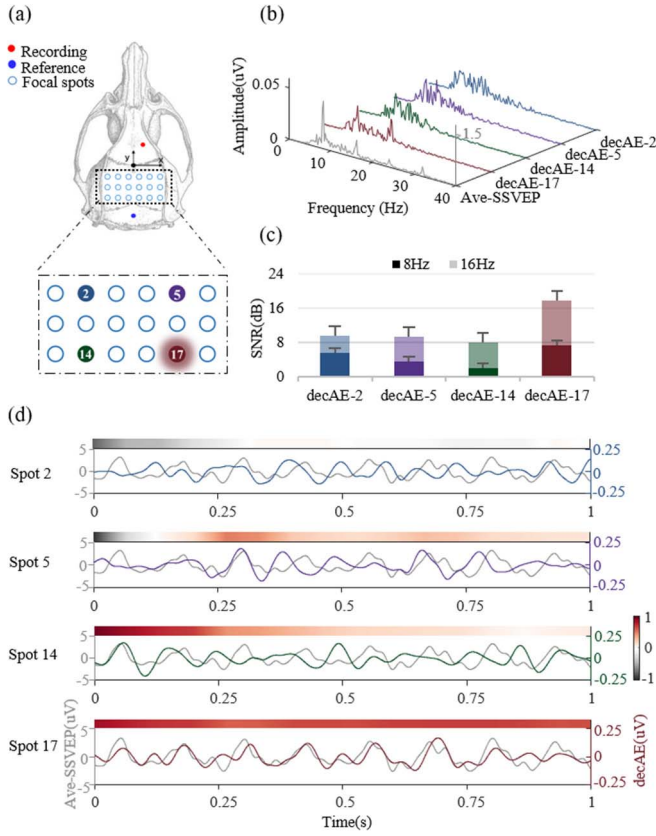 (a)
Recording
Reference
Focal spots
y
x
2
5
14
17
(b)
Amplitude(uV)
0.05
0
0
10
20
30
40
Frequency (Hz)
1.5
decAE-2
decAE-5
decAE-14
decAE-17
Ave-SSVEP
(c)
8Hz 16Hz
SNR(dB)
24
16
8
0
decAE-2 decAE-5 decAE-14 decAE-17
(d)
Spot 2
5
0
-5
0.25
0
-0.25
0 0.25 0.5 0.75 1
Spot 5
5
0
-5
0.25
0
-0.25
0 0.25 0.5 0.75 1
Spot 14
5
0
-5
0.25
0
-0.25
0 0.25 0.5 0.75 1
1
0
-1
Spot 17
5
0
-5
0.25
0
-0.25
0 0.25 0.5 0.75 1
Ave-SSVEP(uV)
decAE(uV)
Time(s)